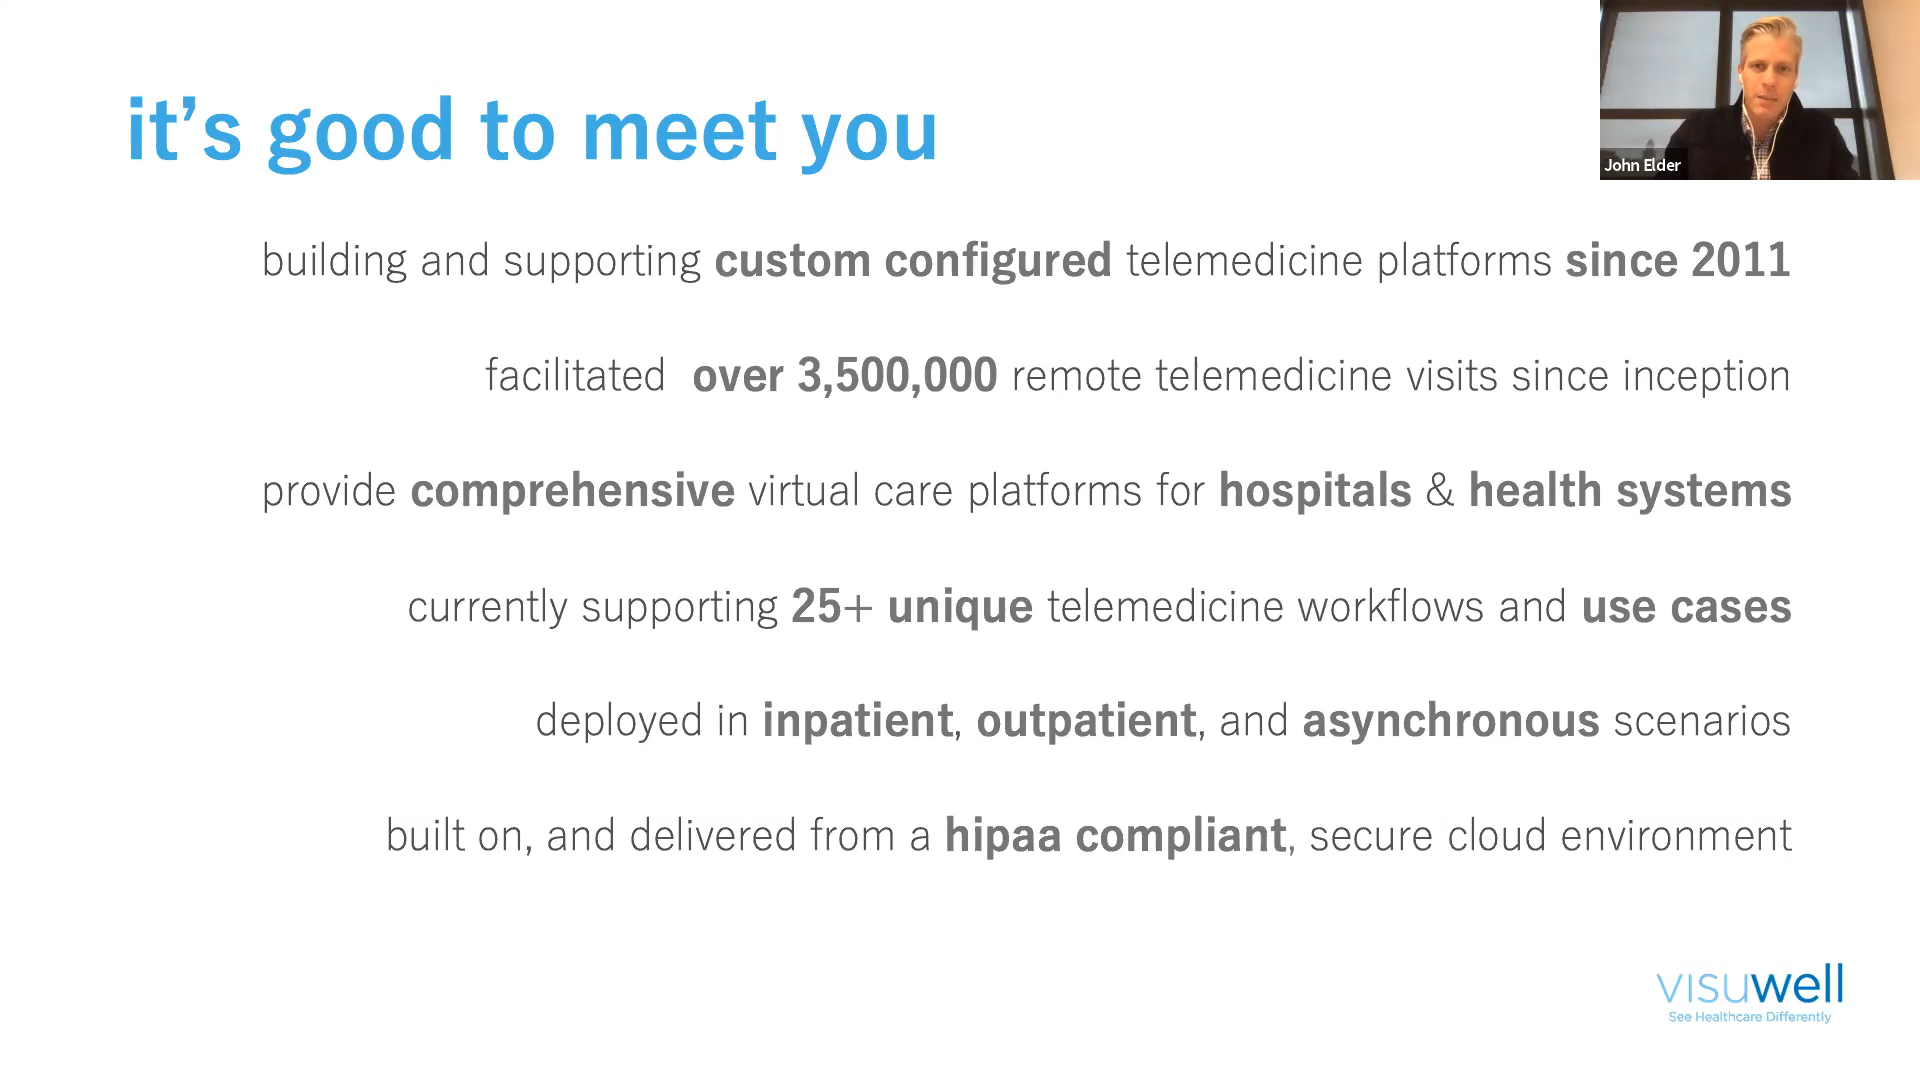 it’s good to meet you
John Elder
building and supporting custom configured telemedicine platforms since 2011
facilitated over 3,500,000 remote telemedicine visits since inception
provide comprehensive virtual care platforms for hospitals & health systems
currently supporting 25+ unique telemedicine workflows and use cases
deployed in inpatient, outpatient, and asynchronous scenarios
built on, and delivered from a hipaa compliant, secure cloud environment
visuwell
See Healthcare Differently